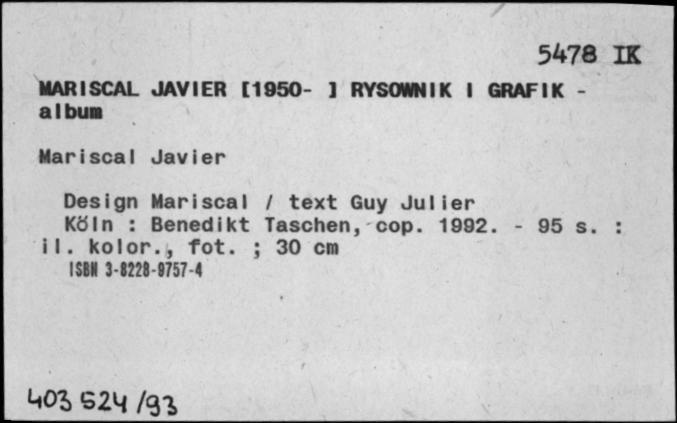 5478 IK
MARISCAL JAVIER [1950- ] RYSOWNIK I GRAFIK -
album
Mariscal Javier
Design Mariscal / text Guy Julier
Köln : Benedikt Taschen, cop. 1992. - 95 s. :
il. kolor., fot. ; 30 cm
ISBN 3-8228-9757-4
403 524/93